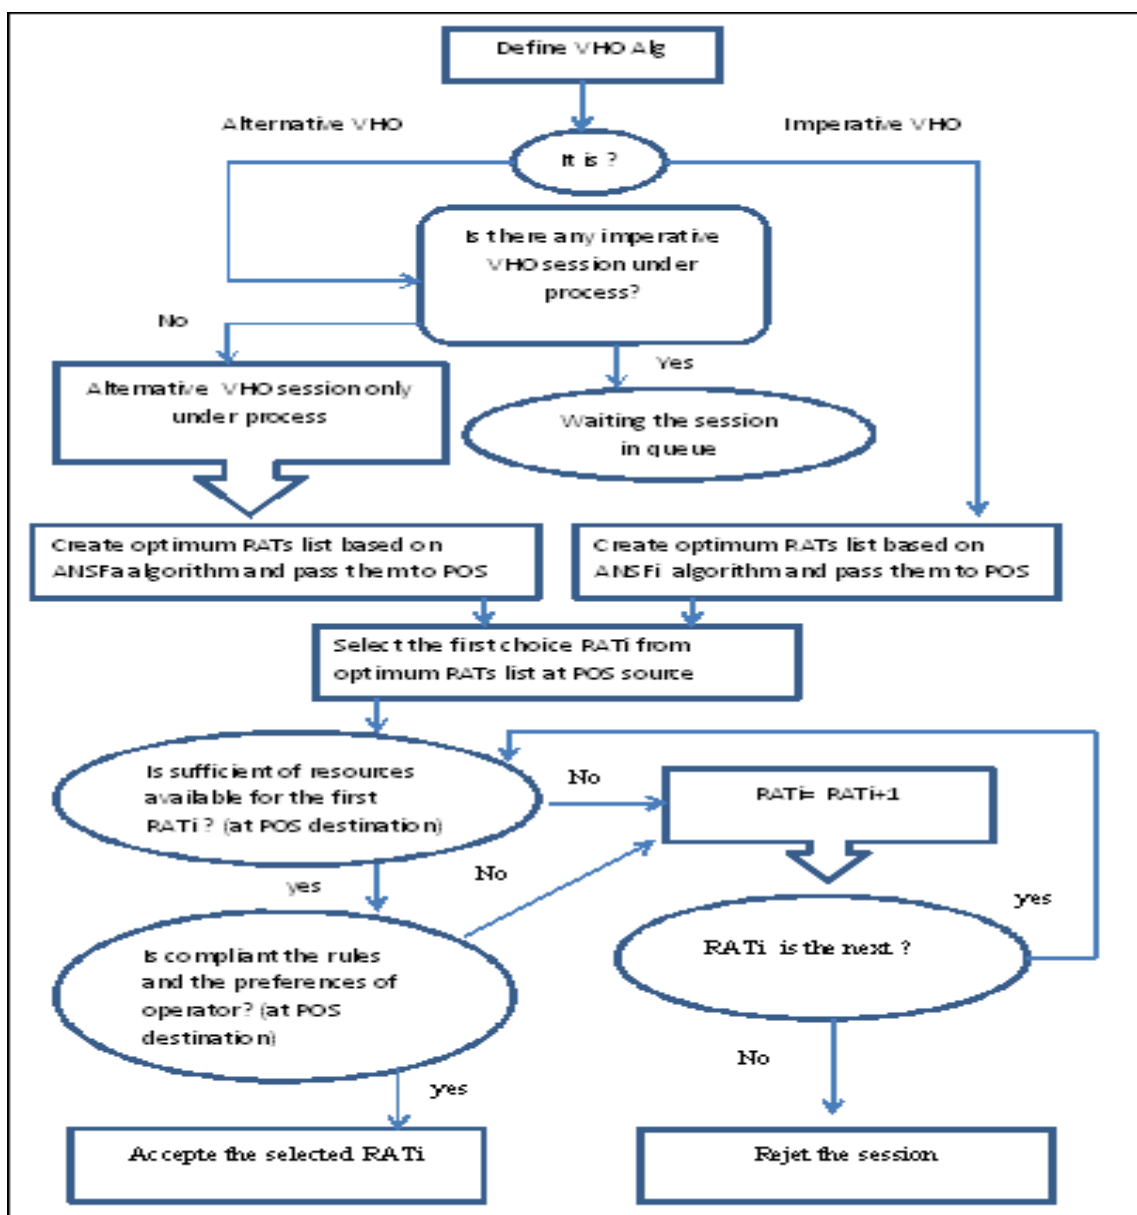 Define VHO Alg
Alternative VHO
Imperative VHO
It is ?
Is there any imperative
VHO session under
process?
No
Yes
Alternative VHO session only
under process
Waiting the session
in queue
Create optimum RATs list based on
ANSFa algorithm and pass them to POS
Create optimum RATs list based on
ANSFi algorithm and pass them to POS
Select the first choice RATi from
optimum RATs list at POS source
Is sufficient of resources
available for the first
RATi ? (at POS destination)
No
RATi= RATi+1
yes
No
yes
Is compliant the rules
and the preferences of
operator? (at POS
destination)
RATi is the next ?
No
yes
Accepte the selected RATi
Rejet the session